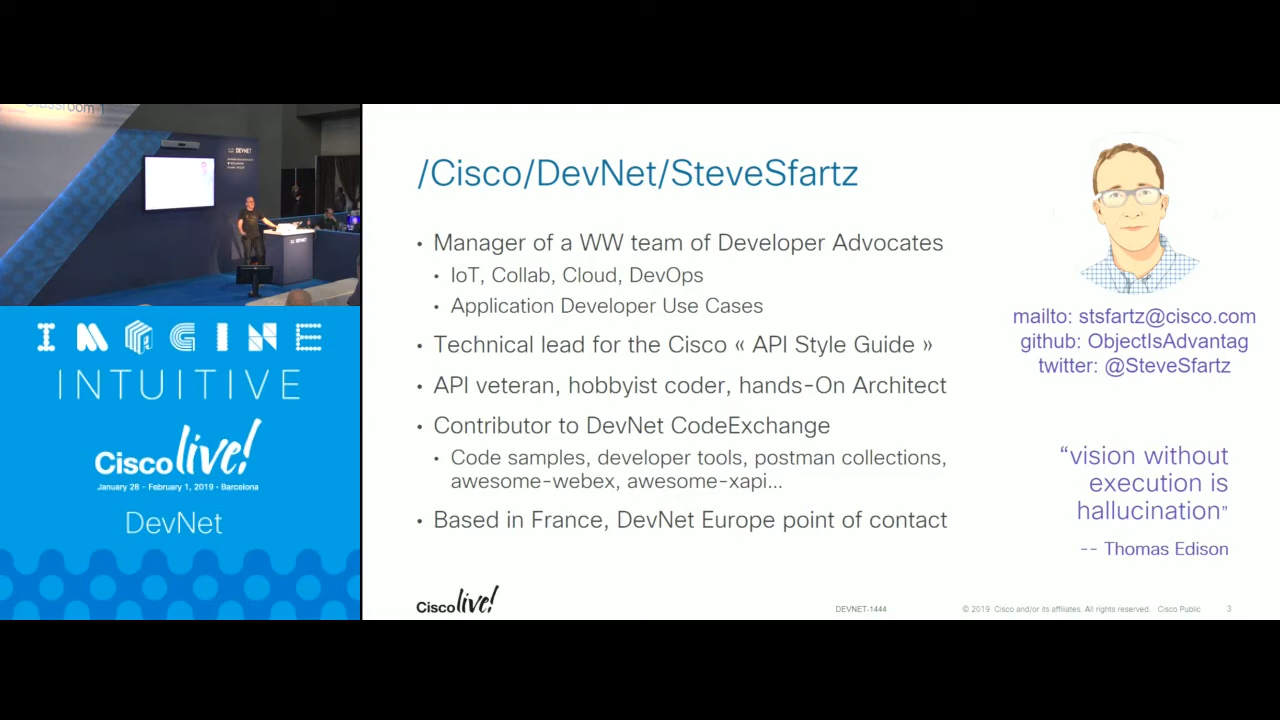 Classroom 1
DEVNET
IMAGINE
INTUITIVE
Cisco live!
January 28 - February 1, 2019 · Barcelona
DevNet
/Cisco/DevNet/SteveSfartz
• Manager of a WW team of Developer Advocates
• IoT, Collab, Cloud, DevOps
• Application Developer Use Cases
• Technical lead for the Cisco « API Style Guide »
• API veteran, hobbyist coder, hands-On Architect
• Contributor to DevNet CodeExchange
• Code samples, developer tools, postman collections,
awesome-webex, awesome-xapi...
• Based in France, DevNet Europe point of contact
mailto: stsfartz@cisco.com
github: ObjectIsAdvantag
twitter: @SteveSfartz
“vision without
execution is
hallucination”
-- Thomas Edison
Cisco live!
DEVNET-1444
© 2019 Cisco and/or its affiliates. All rights reserved. Cisco Public
3